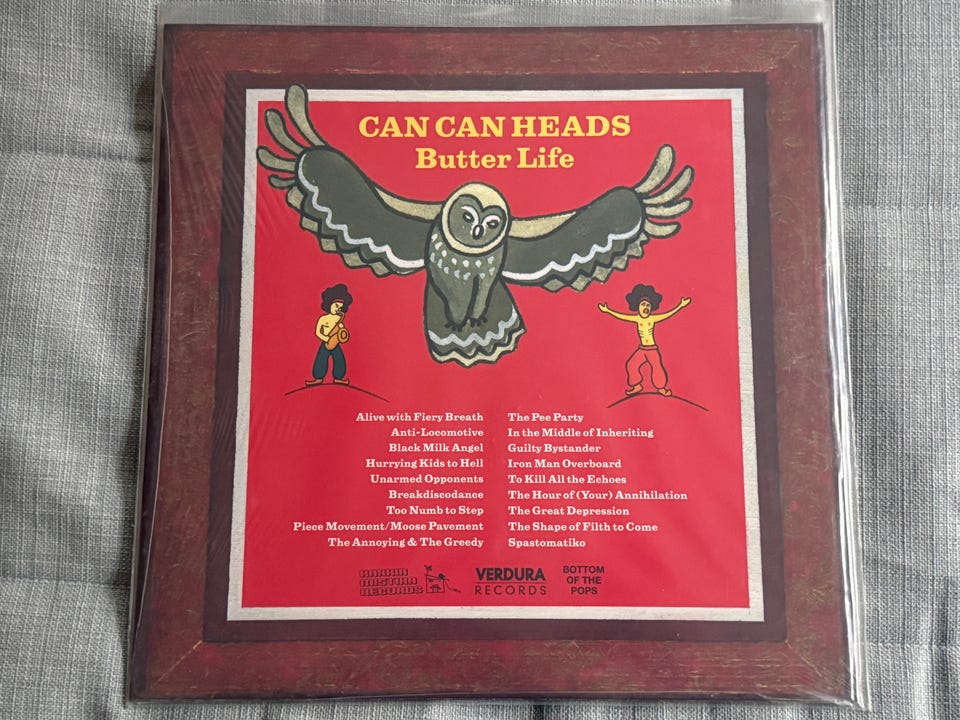 CAN CAN HEADS
Butter Life
Alive with Fiery Breath
Anti-Locomotive
Black Milk Angel
Hurrying Kids to Hell
Unarmed Opponents
Breakdiscodance
Too Numb to Step
Piece Movement/Moose Pavement
The Annoying & The Greedy
The Pee Party
In the Middle of Inheriting
Guilty Bystander
Iron Man Overboard
To Kill All the Echoes
The Hour of (Your) Annihilation
The Great Depression
The Shape of Filth to Come
Spastomatiko
KARKIA
MISTIKA
RECORDS
VERDURA
RECORDS
BOTTOM
OF THE
POPS